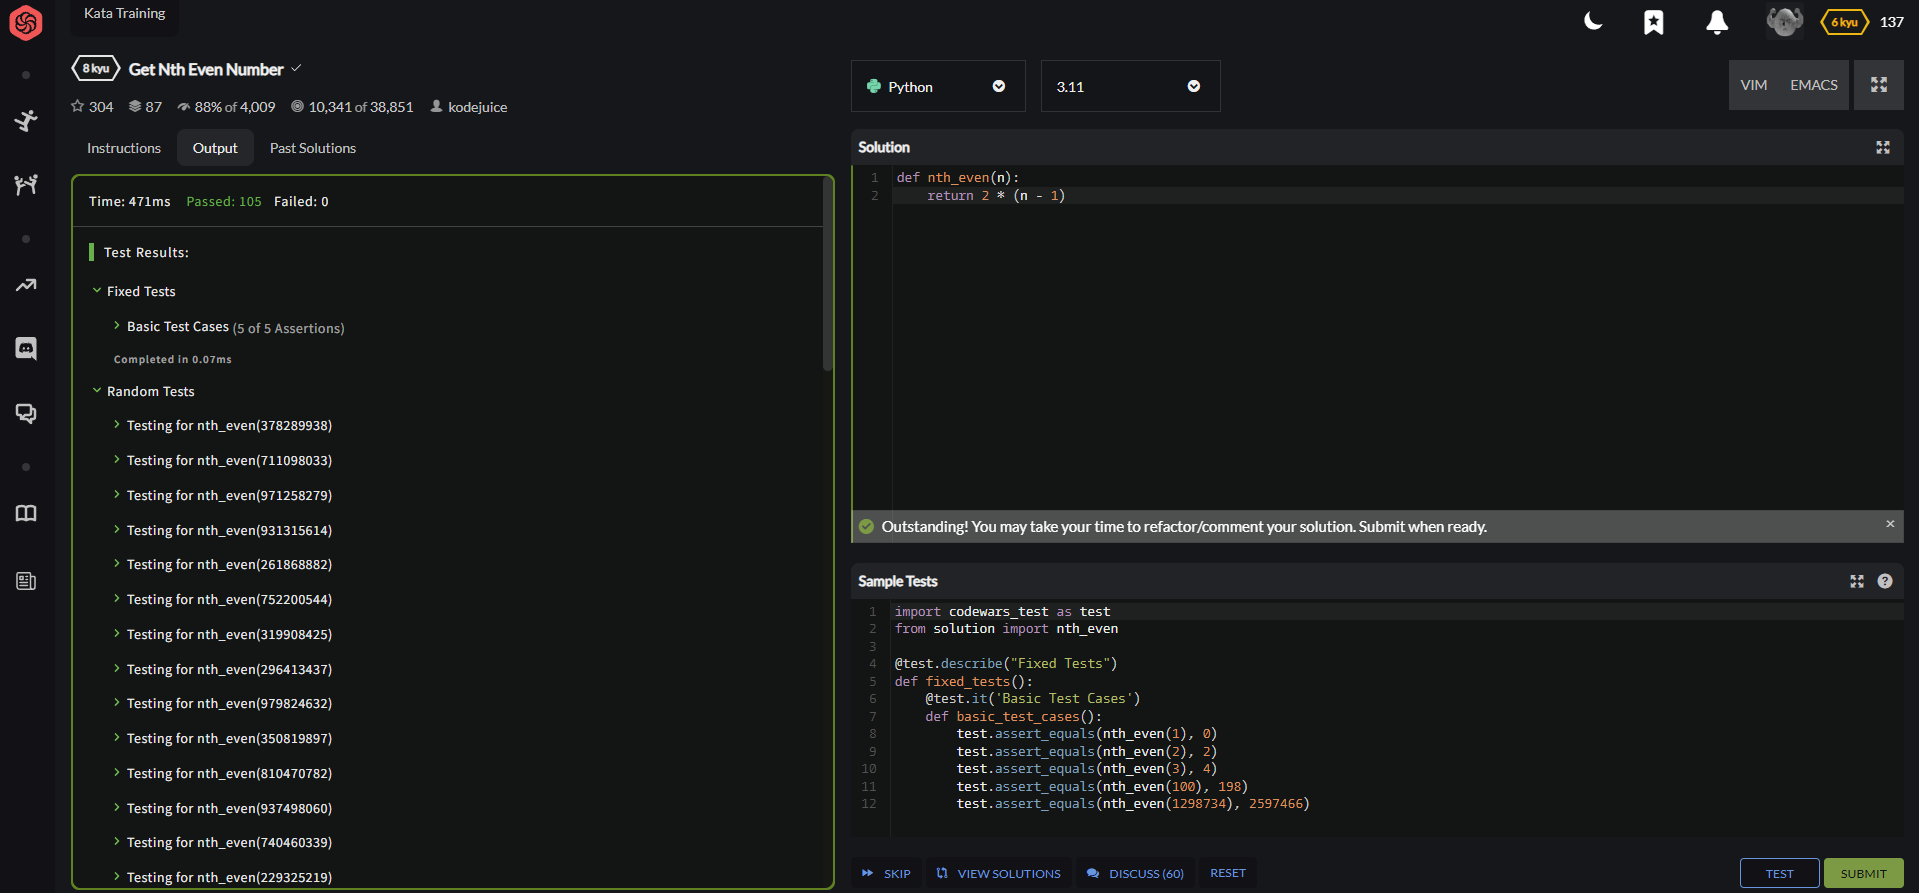 Kata Training
6 kyu 137
8 kyu Get Nth Even Number
304 87 88% of 4,009 10,341 of 38,851 kodejuice
Instructions Output Past Solutions
Time: 471ms Passed: 105 Failed: 0
Test Results:
Fixed Tests
Basic Test Cases (5 of 5 Assertions)
Completed in 0.07ms
Random Tests
Testing for nth_even(378289938)
Testing for nth_even(711098033)
Testing for nth_even(971258279)
Testing for nth_even(931315614)
Testing for nth_even(261868882)
Testing for nth_even(752200544)
Testing for nth_even(319908425)
Testing for nth_even(296413437)
Testing for nth_even(979824632)
Testing for nth_even(350819897)
Testing for nth_even(810470782)
Testing for nth_even(937498060)
Testing for nth_even(740460339)
Testing for nth_even(229325219)
Python 3.11 VIM EMACS
Solution
1 def nth_even(n):
2 return 2 * (n - 1)
Outstanding! You may take your time to refactor/comment your solution. Submit when ready. ×
Sample Tests ?
1 import codewars_test as test
2 from solution import nth_even
3
4 @test.describe("Fixed Tests")
5 def fixed_tests():
6 @test.it('Basic Test Cases')
7 def basic_test_cases():
8 test.assert_equals(nth_even(1), 0)
9 test.assert_equals(nth_even(2), 2)
10 test.assert_equals(nth_even(3), 4)
11 test.assert_equals(nth_even(100), 198)
12 test.assert_equals(nth_even(1298734), 2597466)
SKIP VIEW SOLUTIONS DISCUSS (60) RESET TEST SUBMIT